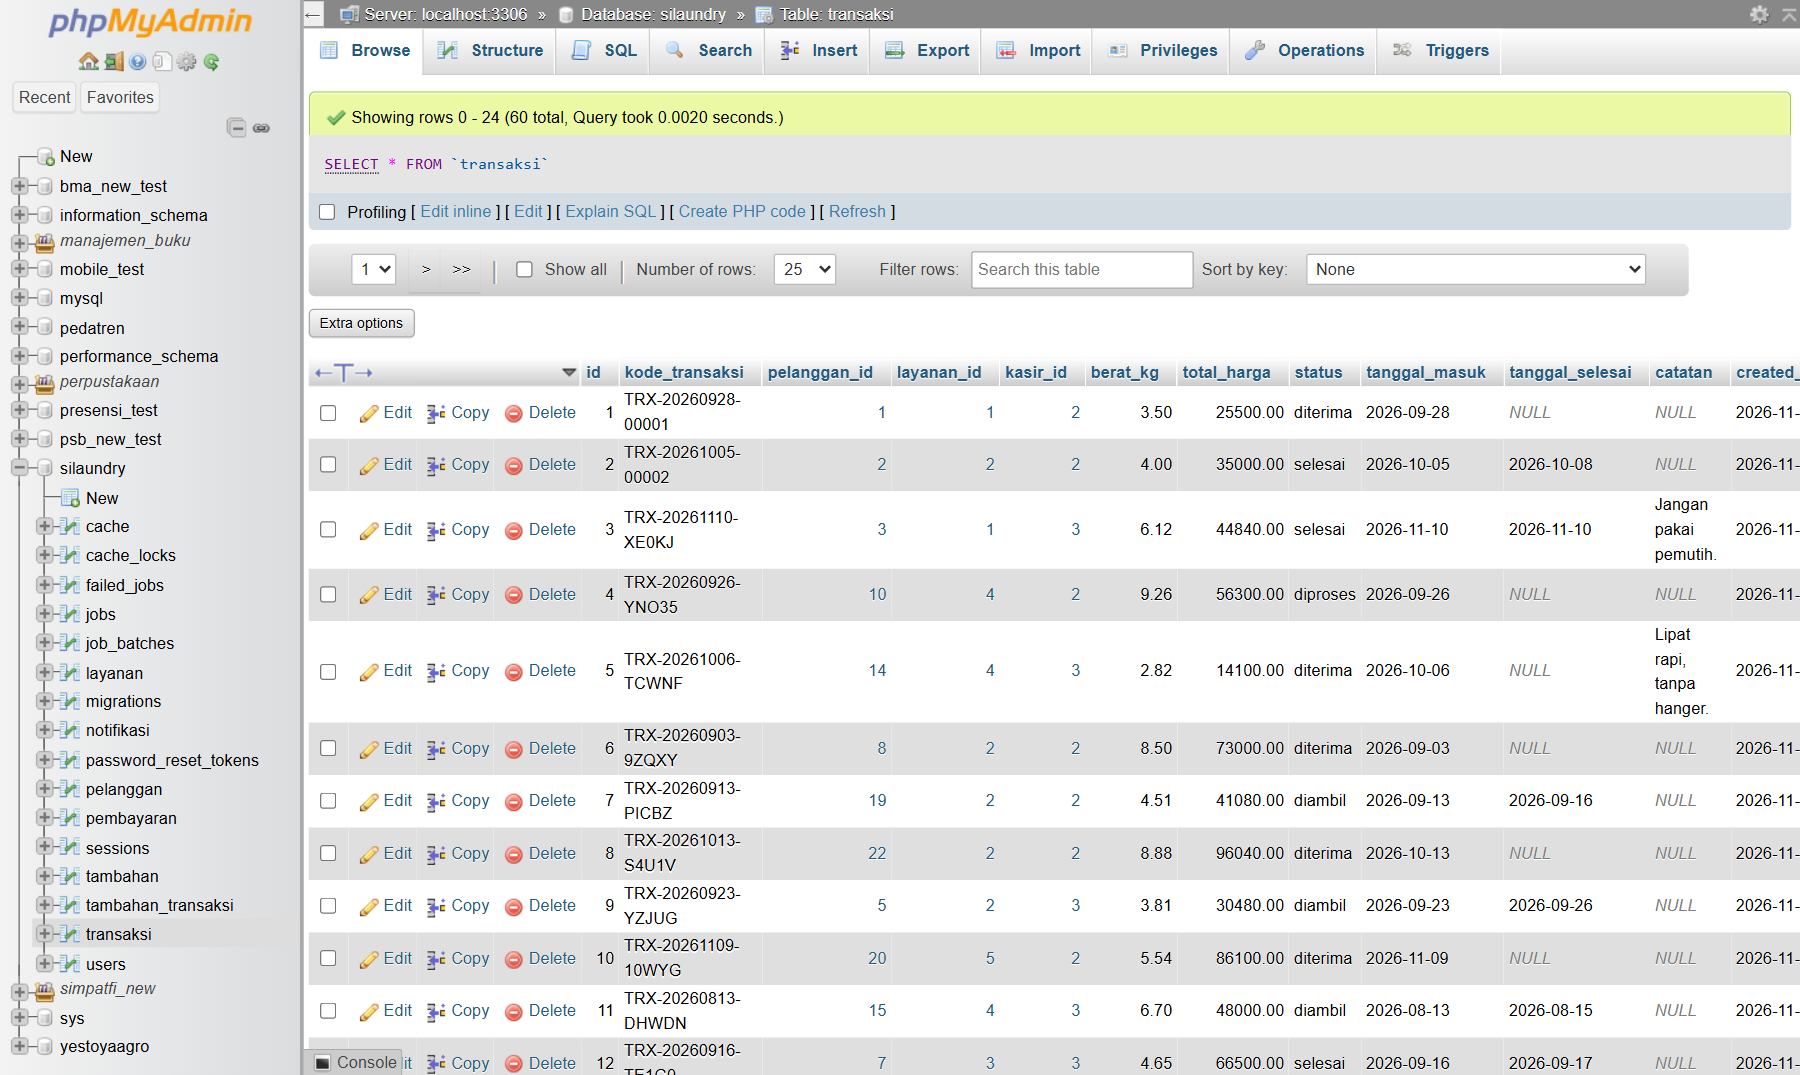 phpMyAdmin
Recent Favorites
New
bma_new_test
information_schema
manajemen_buku
mobile_test
mysql
pedatren
performance_schema
perpustakaan
presensi_test
psb_new_test
silaundry
New
cache
cache_locks
failed_jobs
jobs
job_batches
layanan
migrations
notifikasi
password_reset_tokens
pelanggan
pembayaran
sessions
tambahan
tambahan_transaksi
transaksi
users
simpatfi_new
sys
yestoyaagro
Server: localhost:3306 » Database: silaundry » Table: transaksi
Browse Structure SQL Search Insert Export Import Privileges Operations Triggers
Showing rows 0 - 24 (60 total, Query took 0.0020 seconds.)
SELECT * FROM `transaksi`
Profiling [ Edit inline ] [ Edit ] [ Explain SQL ] [ Create PHP code ] [ Refresh ]
1 > >> | Show all | Number of rows: 25 Filter rows: Search this table Sort by key: None
Extra options
←T→ id kode_transaksi pelanggan_id layanan_id kasir_id berat_kg total_harga status tanggal_masuk tanggal_selesai catatan created_
Edit Copy Delete 1 TRX-20260928-00001 1 1 2 3.50 25500.00 diterima 2026-09-28 NULL NULL 2026-11-
Edit Copy Delete 2 TRX-20261005-00002 2 2 2 4.00 35000.00 selesai 2026-10-05 2026-10-08 NULL 2026-11-
Edit Copy Delete 3 TRX-20261110-XE0KJ 3 1 3 6.12 44840.00 selesai 2026-11-10 2026-11-10 Jangan pakai pemutih. 2026-11-
Edit Copy Delete 4 TRX-20260926-YNO35 10 4 2 9.26 56300.00 diproses 2026-09-26 NULL NULL 2026-11-
Edit Copy Delete 5 TRX-20261006-TCWNF 14 4 3 2.82 14100.00 diterima 2026-10-06 NULL Lipat rapi, tanpa hanger. 2026-11-
Edit Copy Delete 6 TRX-20260903-9ZQXY 8 2 2 8.50 73000.00 diterima 2026-09-03 NULL NULL 2026-11-
Edit Copy Delete 7 TRX-20260913-PICBZ 19 2 2 4.51 41080.00 diambil 2026-09-13 2026-09-16 NULL 2026-11-
Edit Copy Delete 8 TRX-20261013-S4U1V 22 2 2 8.88 96040.00 diterima 2026-10-13 NULL NULL 2026-11-
Edit Copy Delete 9 TRX-20260923-YZJUG 5 2 3 3.81 30480.00 diambil 2026-09-23 2026-09-26 NULL 2026-11-
Edit Copy Delete 10 TRX-20261109-10WYG 20 5 2 5.54 86100.00 diterima 2026-11-09 NULL NULL 2026-11-
Edit Copy Delete 11 TRX-20260813-DHWDN 15 4 3 6.70 48000.00 diambil 2026-08-13 2026-08-15 NULL 2026-11-
Console Copy Delete 12 TRX-20260916- 7 3 3 4.65 66500.00 selesai 2026-09-16 2026-09-17 NULL 2026-11-